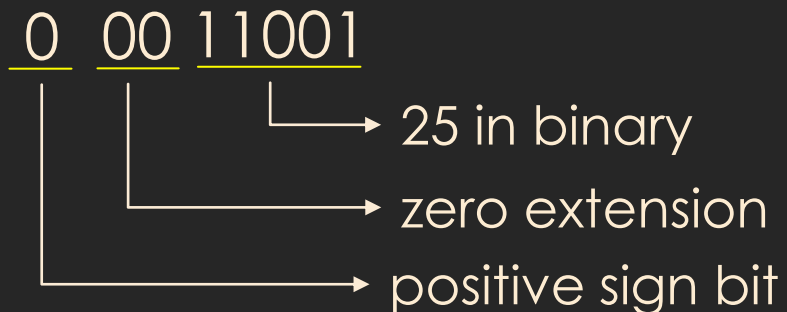 0 00 11001
25 in binary
zero extension
positive sign bit